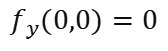 f_y(0,0) = 0